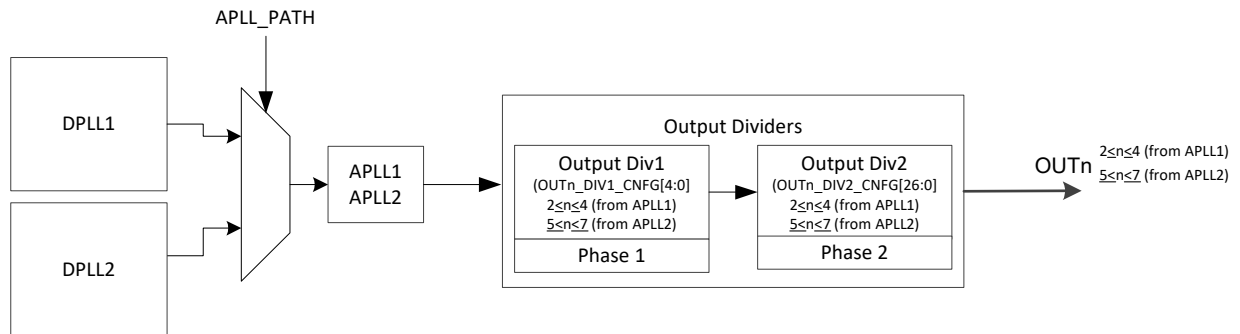 APLL_PATH
DPLL1
DPLL2
APLL1
APLL2
Output Dividers
Output Div1
(OUTn_DIV1_CNFG[4:0]
2≤n≤4 (from APLL1)
5≤n≤7 (from APLL2)
Phase 1
Output Div2
(OUTn_DIV2_CNFG[26:0]
2≤n≤4 (from APLL1)
5≤n≤7 (from APLL2)
Phase 2
OUTn
2≤n≤4 (from APLL1)
5≤n≤7 (from APLL2)